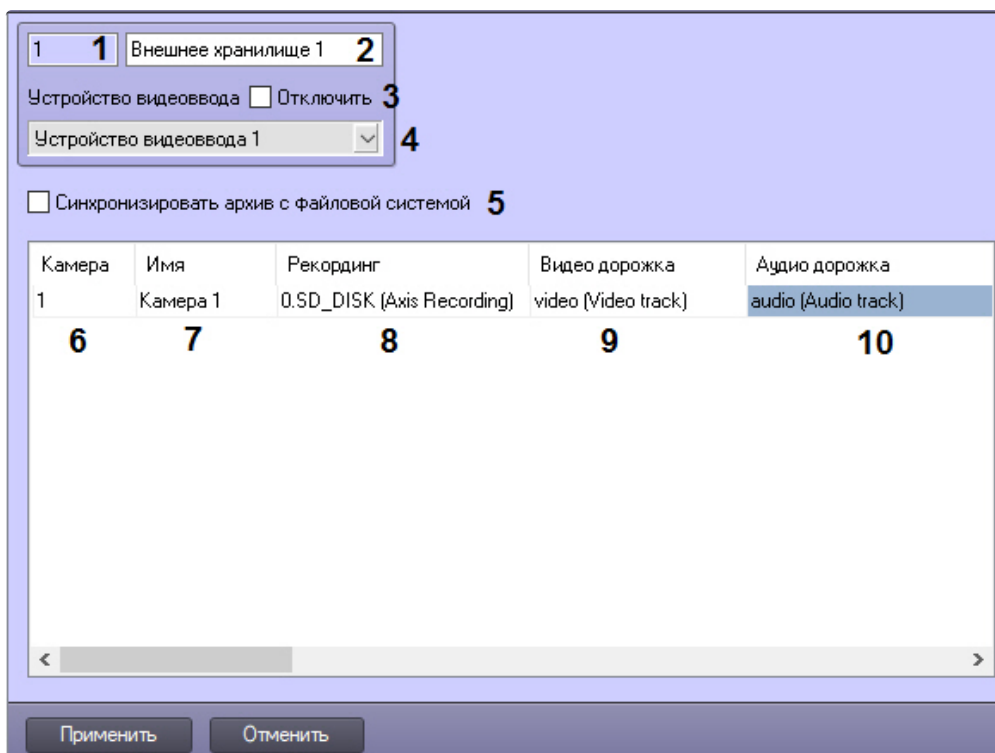 1 1 Внешнее хранилище 1 2
Устройство видеоввода Отключить 3
Устройство видеоввода 1 4
Синхронизировать архив с файловой системой 5
Камера Имя Рекординг Видео дорожка Аудио дорожка
1 Камера 1 0.SD_DISK (Axis Recording) video (Video track) audio (Audio track)
6 7 8 9 10
Применить Отменить